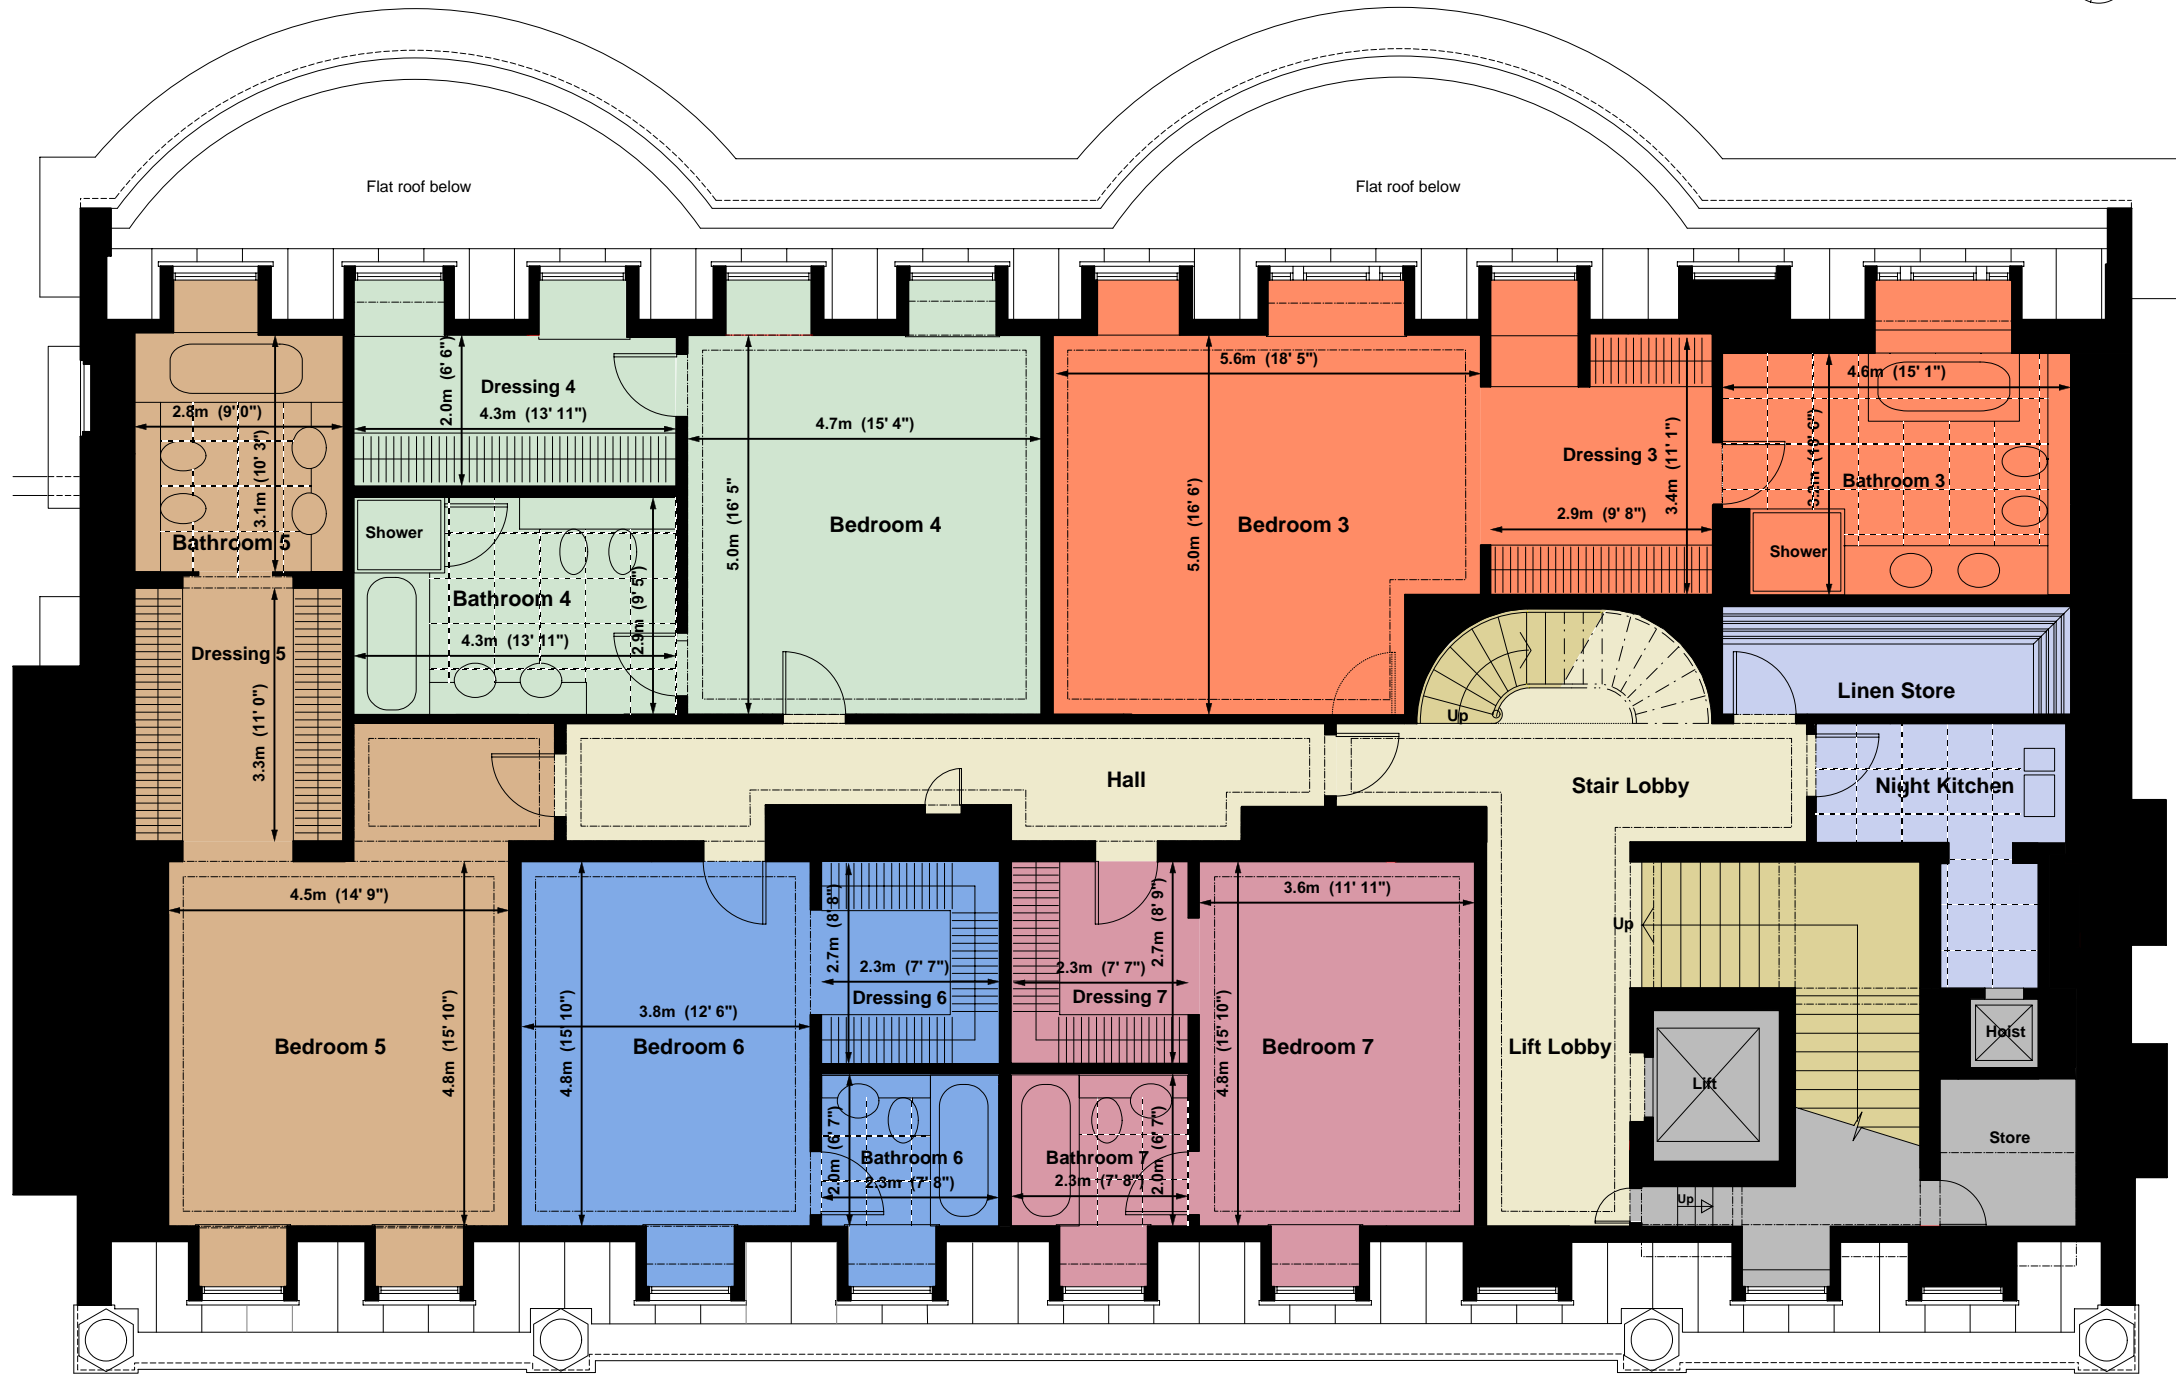 Flat roof below
Flat roof below
2.0m  (6' 6")
Dressing 4
4.3m  (13' 11")
5.6m  (18' 5")
4.6m  (15' 1")
2.8m  (9' 0")
3.1m  (10' 3")
Bathroom 5
4.7m  (15' 4")
5.0m  (16' 5"
Bedroom 4
5.0m  (16' 6')
Bedroom 3
Dressing 3
3.4m  (11' 1")
2.9m  (9' 8")
Bathroom 3
Shower
Shower
Bathroom 4
4.3m  (13' 11")
2.9m  (9' 5")
Dressing 5
3.3m  (11' 0")
Linen Store
Up
Hall
Stair Lobby
Night Kitchen
4.5m  (14' 9")
4.8m  (15' 10")
Bedroom 5
4.8m  (15' 10")
3.8m  (12' 6")
Bedroom 6
2.7m  (8' 8")
2.3m  (7' 7")
Dressing 6
2.7m  (8' 9")
2.3m  (7' 7")
Dressing 7
3.6m  (11' 11")
4.8m  (15' 10")
Bedroom 7
Up
Lift Lobby
Lift
Hoist
Store
Up
2.0m  (6' 7")
Bathroom 6
2.3m  (7' 8")
Bathroom 7
2.3m  (7' 8")
2.0m  (6' 7")